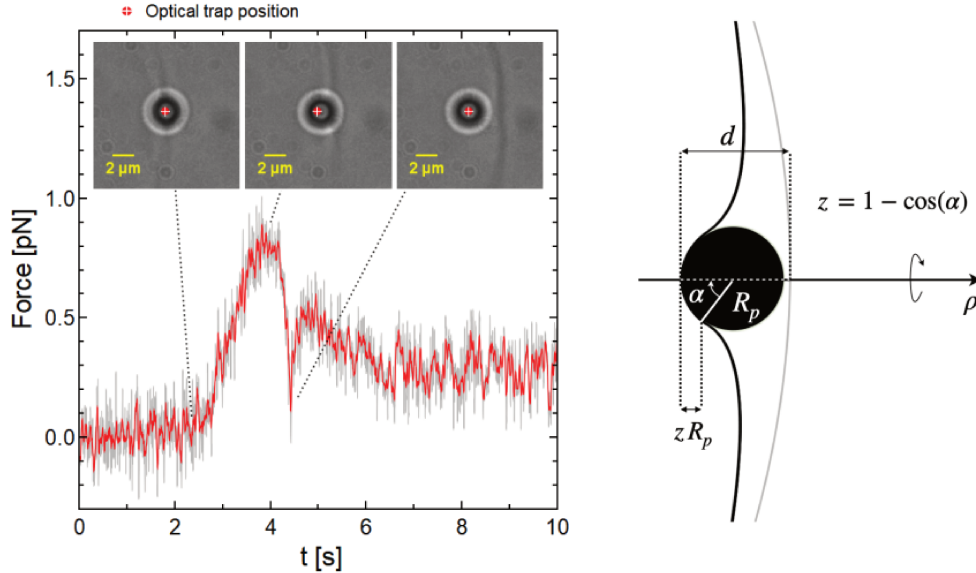 Optical trap position
1.5
1.0
0.5
0.0
Force [pN]
2 µm
2 µm
2 µm
0
2
4
6
8
10
t [s]
d
z = 1 − cos(α)
α
R_p
ρ
z R_p